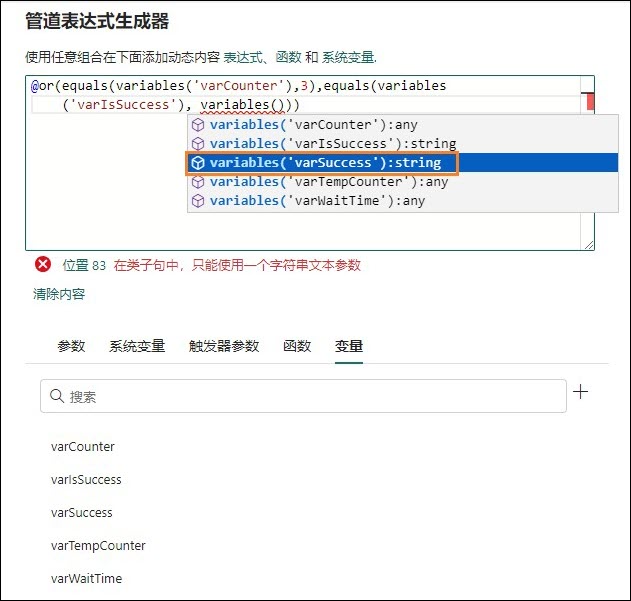 管道表达式生成器
使用任意组合在下面添加动态内容 表达式、函数 和 系统变量.
@or(equals(variables('varCounter'),3),equals(variables
('varIsSuccess'), variables()))
variables('varCounter'):any
variables('varIsSuccess'):string
variables('varSuccess'):string
variables('varTempCounter'):any
variables('varWaitTime'):any
位置 83 在类子句中，只能使用一个字符串文本参数
清除内容
参数 系统变量 触发器参数 函数 变量
搜索
varCounter
varIsSuccess
varSuccess
varTempCounter
varWaitTime